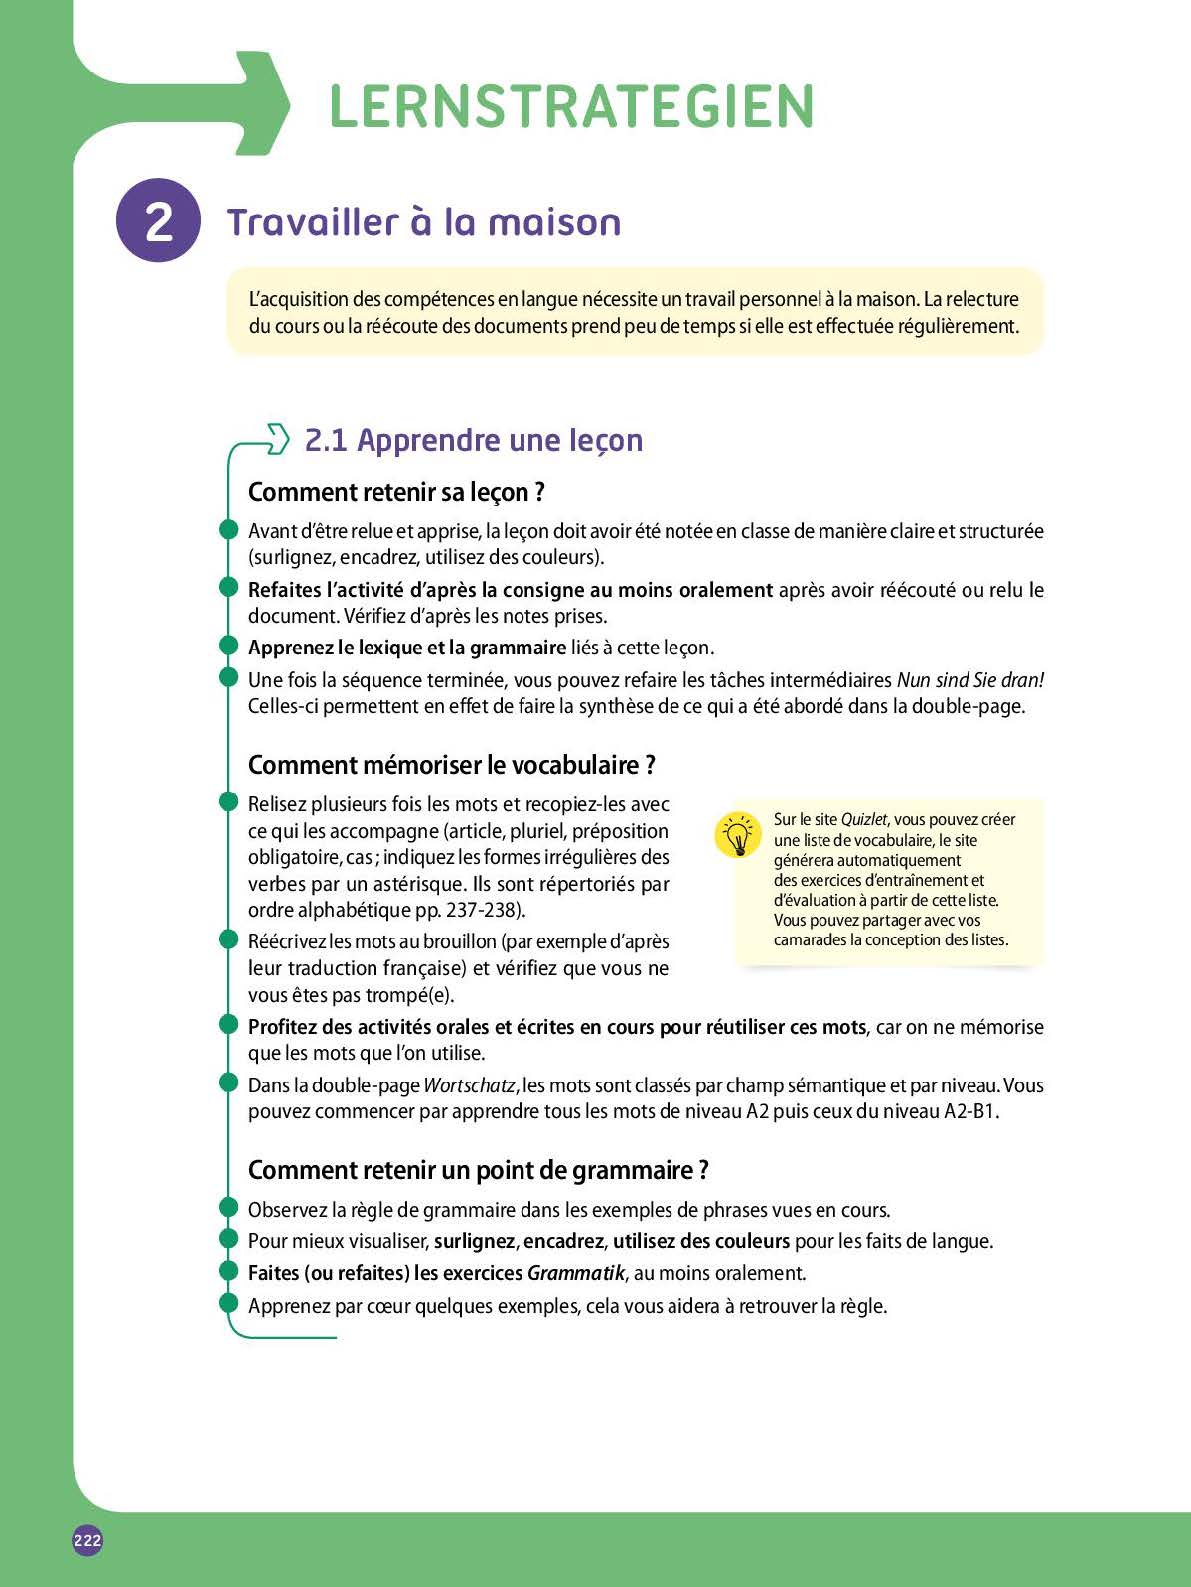 LERNSTRATEGIEN
2
Travailler à la maison
L'acquisition des compétences en langue nécessite un travail personnel à la maison. La relecture
du cours ou la réécoute des documents prend peu de temps si elle est effectuée régulièrement.
2.1 Apprendre une leçon
Comment retenir sa leçon ?
Avant d'être relue et apprise, la leçon doit avoir été notée en classe de manière claire et structurée
(surlignez, encadrez, utilisez des couleurs).
Refaites l'activité d'après la consigne au moins oralement après avoir réécouté ou relu le
document. Vérifiez d'après les notes prises.
Apprenez le lexique et la grammaire liés à cette leçon.
Une fois la séquence terminée, vous pouvez refaire les tâches intermédiaires Nun sind Sie dran!
Celles-ci permettent en effet de faire la synthèse de ce qui a été abordé dans la double-page.
Comment mémoriser le vocabulaire ?
Relisez plusieurs fois les mots et recopiez-les avec
ce qui les accompagne (article, pluriel, préposition
obligatoire, cas ; indiquez les formes irrégulières des
verbes par un astérisque. Ils sont répertoriés par
ordre alphabétique pp. 237-238).
Réécrivez les mots au brouillon (par exemple d'après
leur traduction française) et vérifiez que vous ne
vous êtes pas trompé(e).
Sur le site Quizlet, vous pouvez créer
une liste de vocabulaire, le site
générera automatiquement
des exercices d'entraînement et
d'évaluation à partir de cette liste.
Vous pouvez partager avec vos
camarades la conception des listes.
Profitez des activités orales et écrites en cours pour réutiliser ces mots, car on ne mémorise
que les mots que l'on utilise.
Dans la double-page Wortschatz, les mots sont classés par champ sémantique et par niveau. Vous
pouvez commencer par apprendre tous les mots de niveau A2 puis ceux du niveau A2-B1.
Comment retenir un point de grammaire ?
Observez la règle de grammaire dans les exemples de phrases vues en cours.
Pour mieux visualiser, surlignez, encadrez, utilisez des couleurs pour les faits de langue.
Faites (ou refaites) les exercices Grammatik, au moins oralement.
Apprenez par cœur quelques exemples, cela vous aidera à retrouver la règle.
222